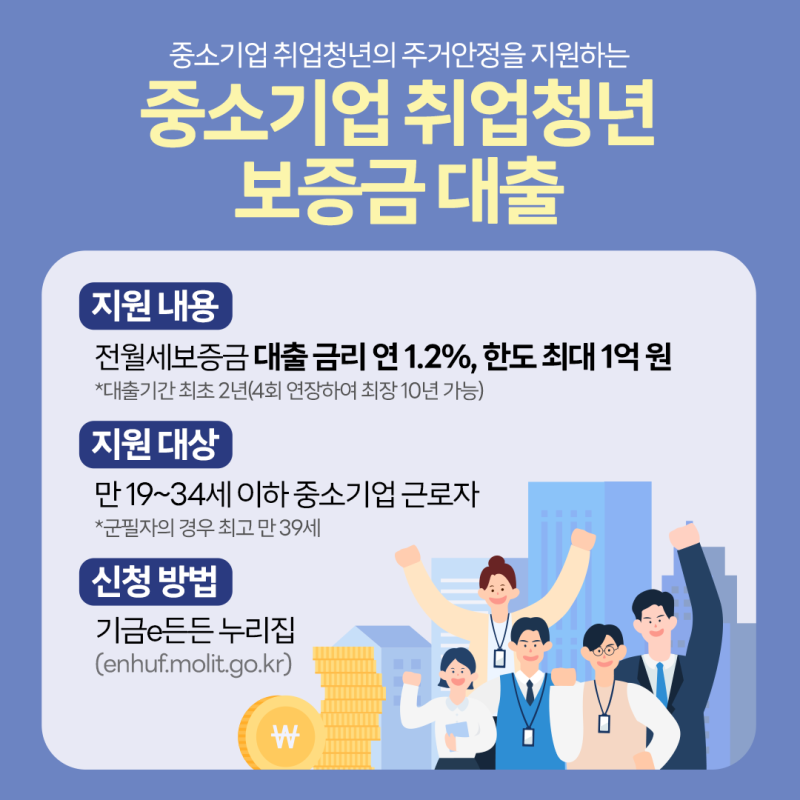 중소기업 취업청년의 주거안정을 지원하는
중소기업 취업청년
보증금 대출
지원 내용
전월세보증금 대출 금리 연 1.2%, 한도 최대 1억 원
*대출기간 최초 2년(4회 연장하여 최장 10년 가능)
지원 대상
만 19~34세 이하 중소기업 근로자
*군필자의 경우 최고 만 39세
신청 방법
기금e든든 누리집
(enhuf.molit.go.kr)
₩